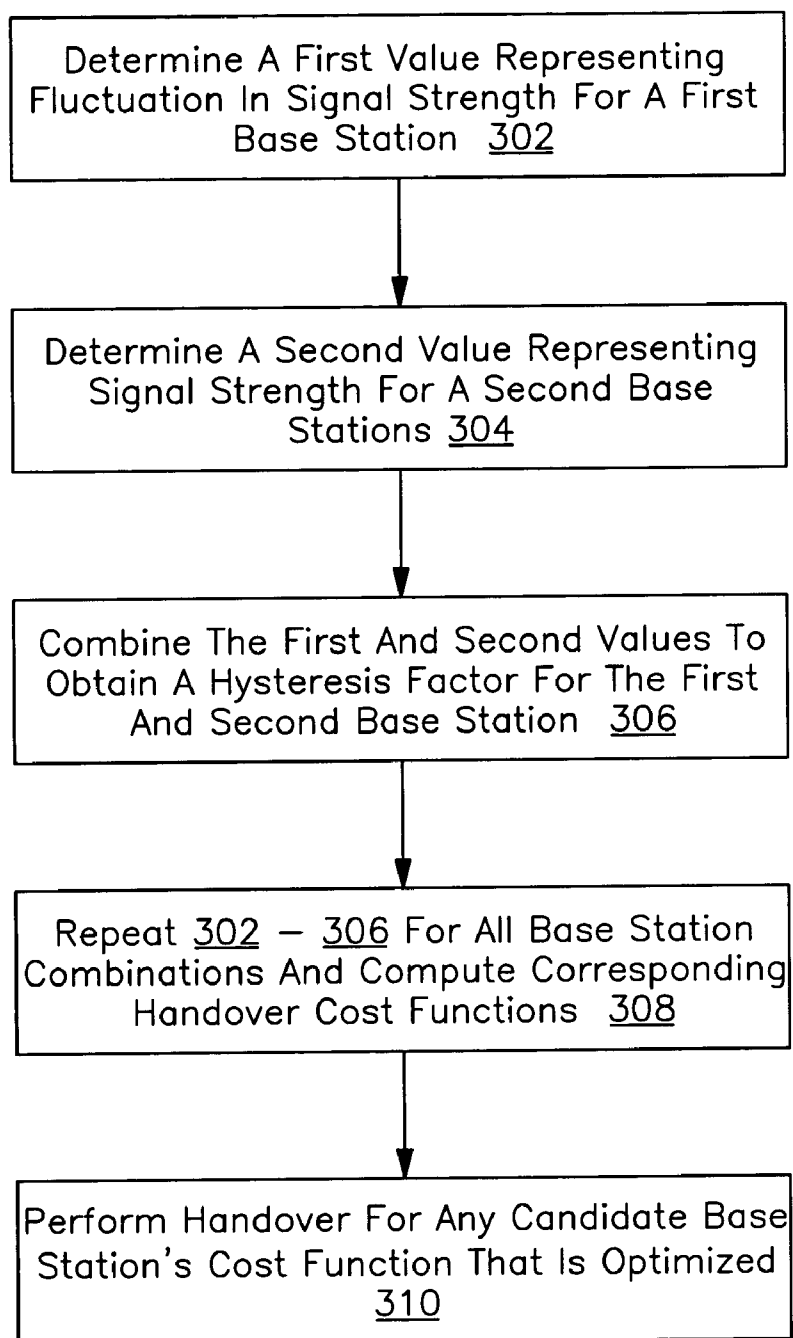 Determine A First Value Representing
Fluctuation In Signal Strength For A First
Base Station 302
Determine A Second Value Representing
Signal Strength For A Second Base
Stations 304
Combine The First And Second Values To
Obtain A Hysteresis Factor For The First
And Second Base Station 306
Repeat 302 – 306 For All Base Station
Combinations And Compute Corresponding
Handover Cost Functions 308
Perform Handover For Any Candidate Base
Station's Cost Function That Is Optimized
310